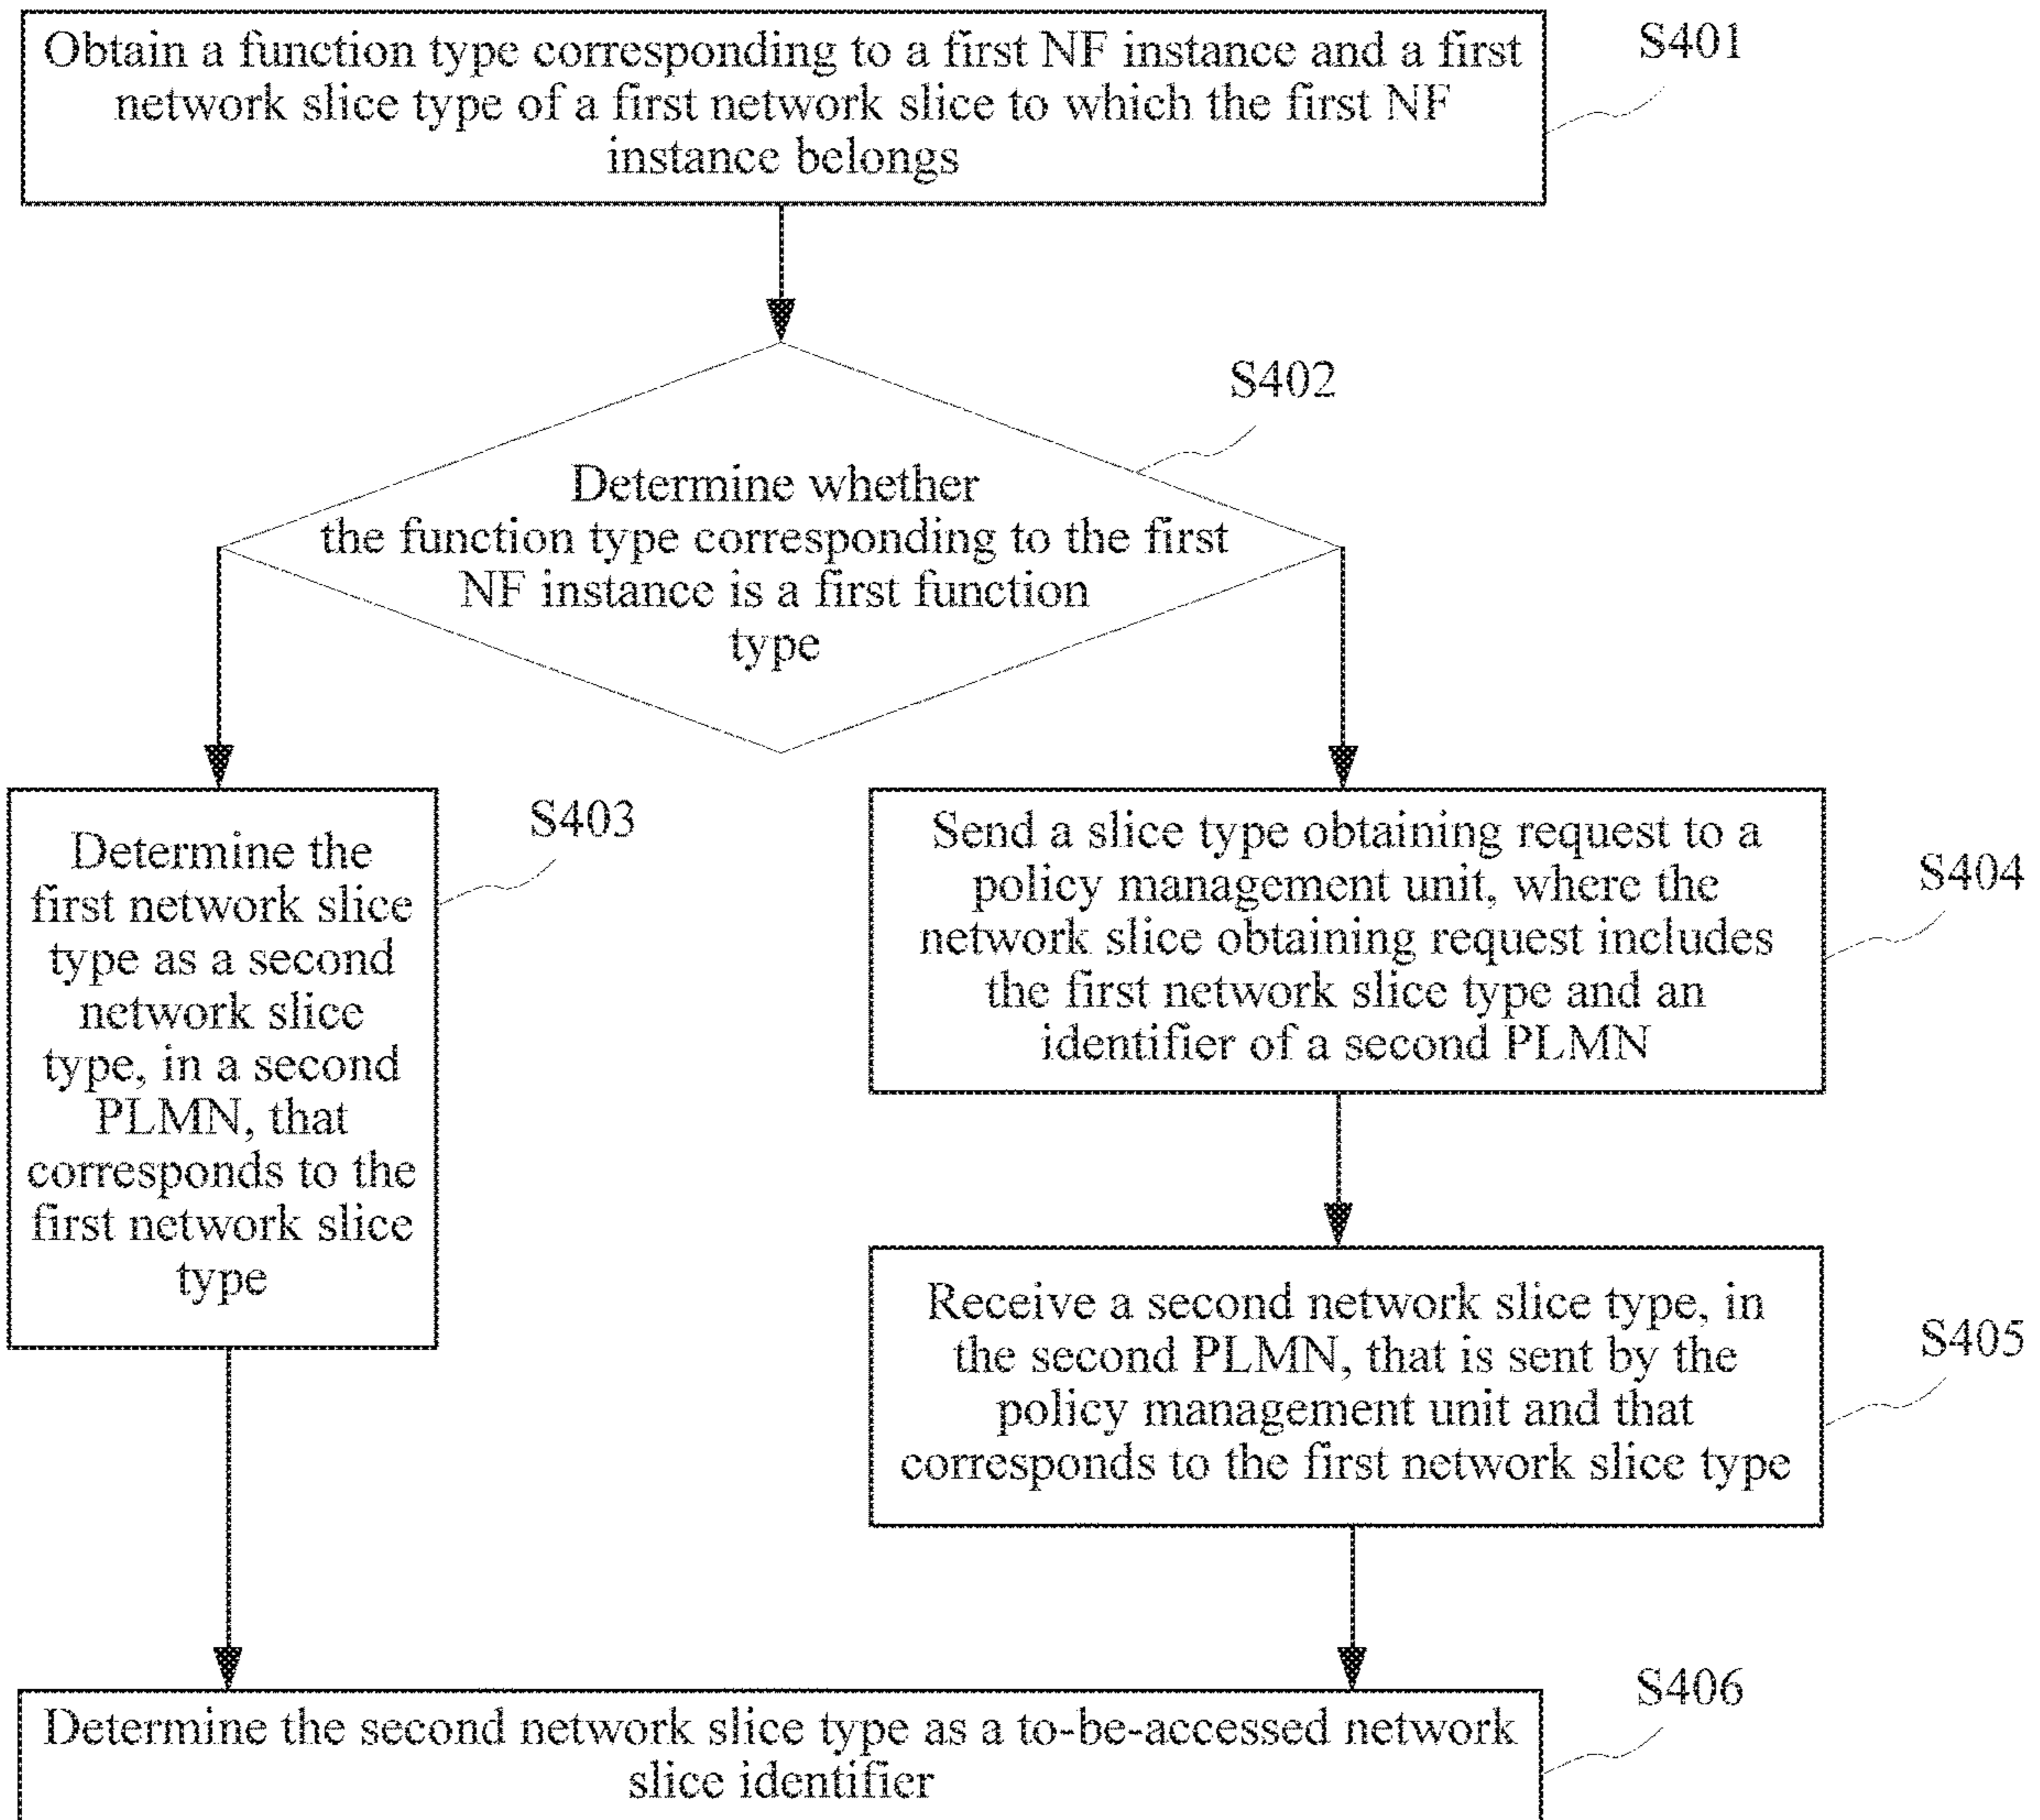 Obtain a function type corresponding to a first NF instance and a first
network slice type of a first network slice to which the first NF
instance belongs
S401
S402
Determine whether
the function type corresponding to the first
NF instance is a first function
type
S403
Determine the
first network slice
type as a second
network slice
type, in a second
PLMN, that
corresponds to the
first network slice
type
Send a slice type obtaining request to a
policy management unit, where the
network slice obtaining request includes
the first network slice type and an
identifier of a second PLMN
S404
Receive a second network slice type, in
the second PLMN, that is sent by the
policy management unit and that
corresponds to the first network slice type
S405
S406
Determine the second network slice type as a to-be-accessed network
slice identifier